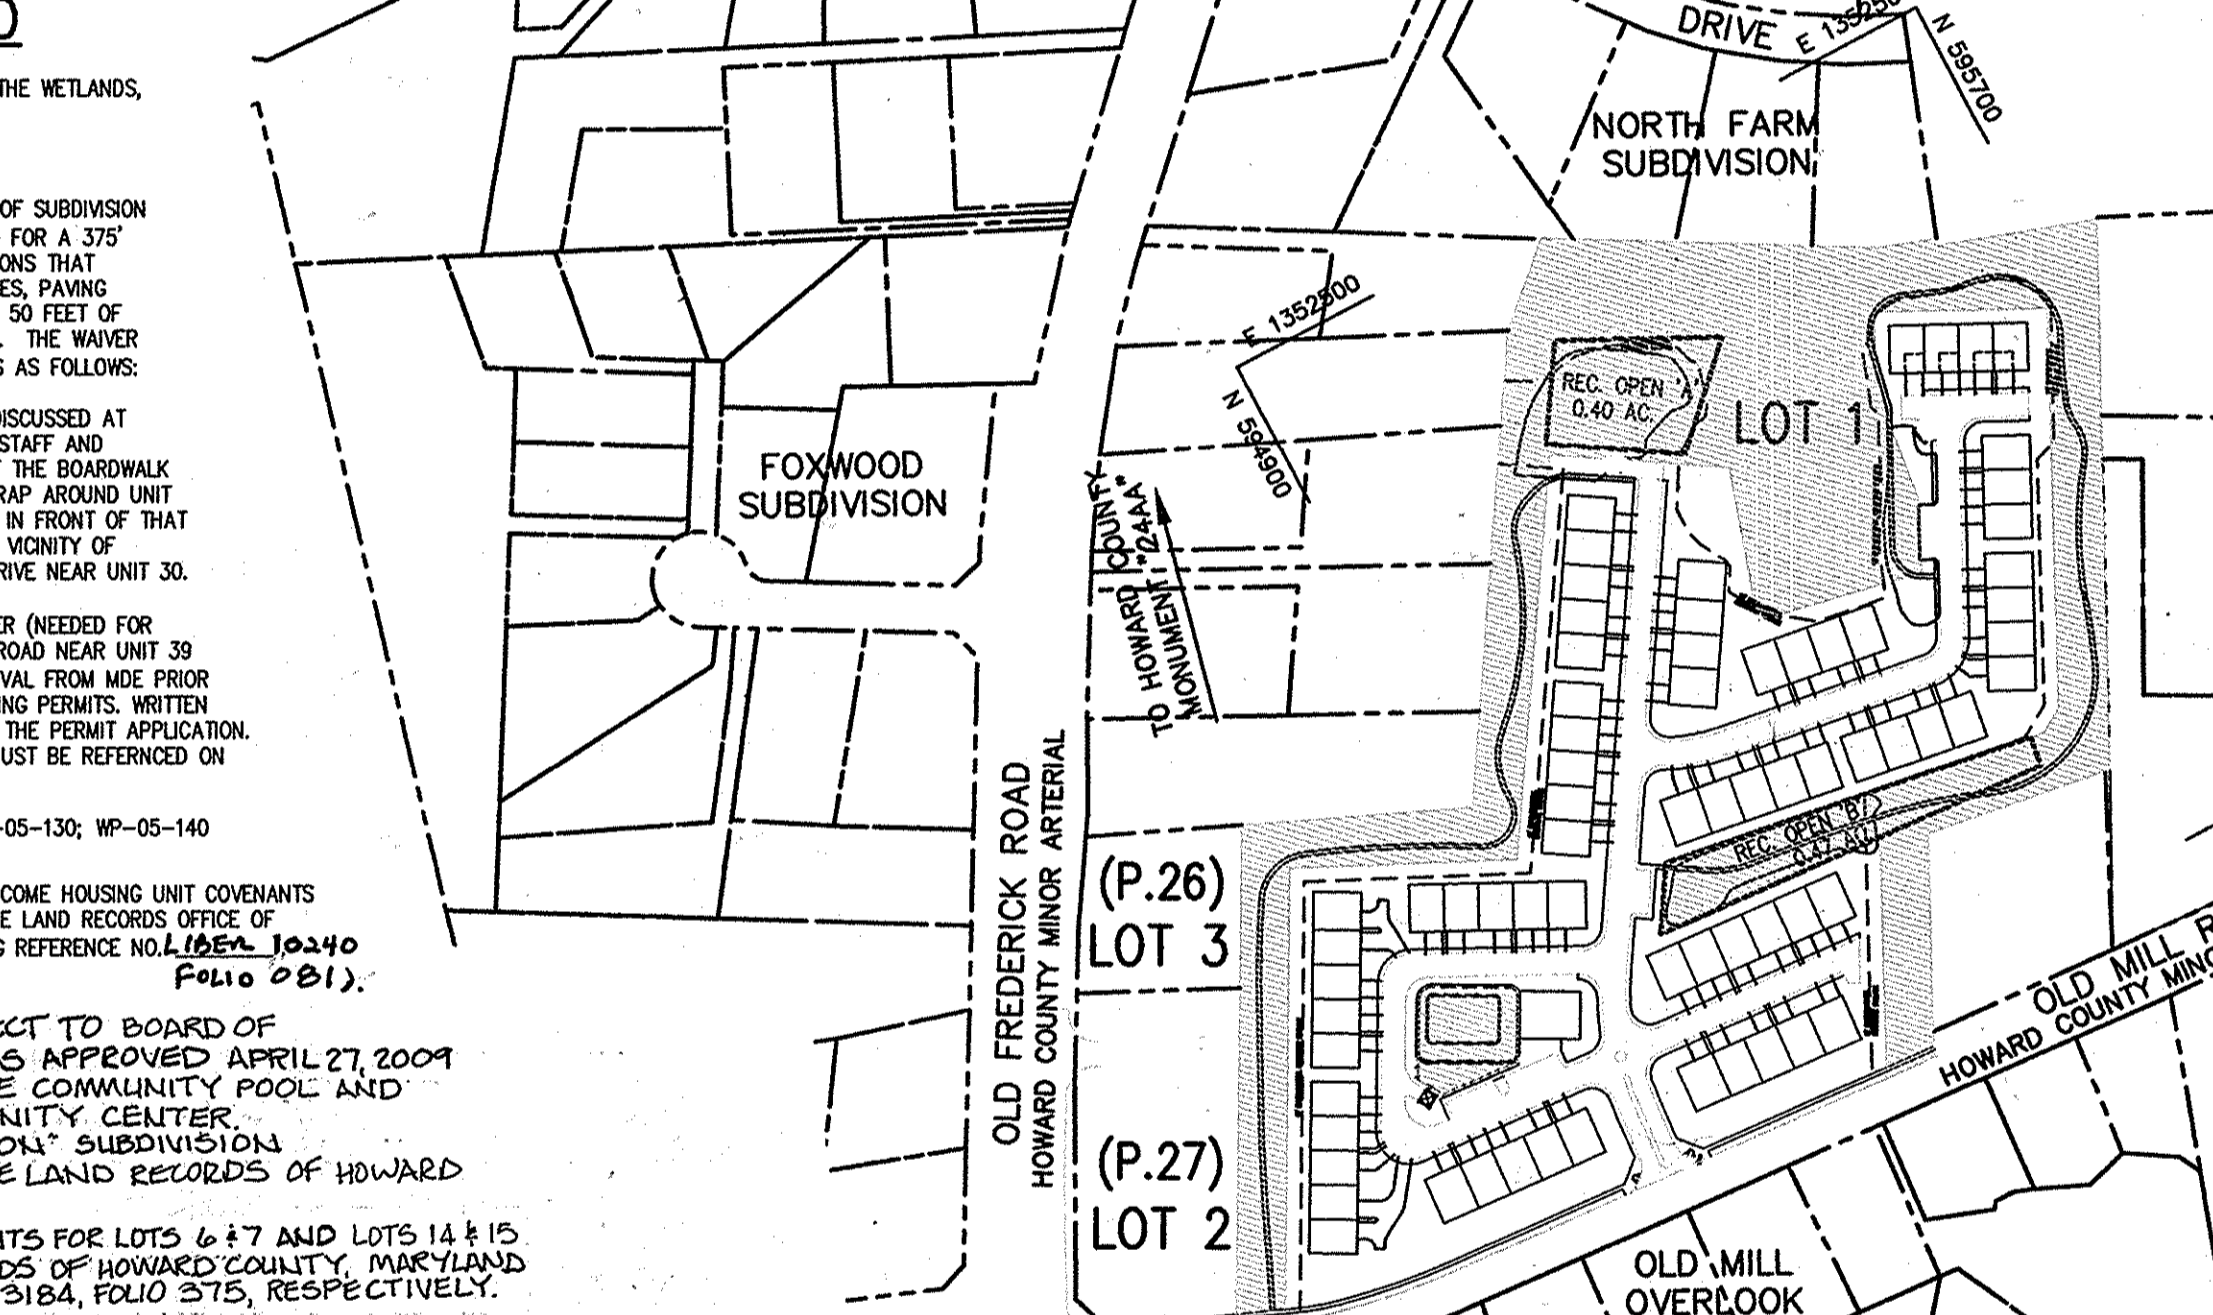 THE WETLANDS,
OF SUBDIVISION
FOR A 375'
ONS THAT
ES, PAVING
50 FEET OF
. THE WAIVER
S AS FOLLOWS:
DISCUSSED AT
STAFF AND
THE BOARDWALK
RAP AROUND UNIT
IN FRONT OF THAT
VICINITY OF
RIVE NEAR UNIT 30.
ER (NEEDED FOR
ROAD NEAR UNIT 39
VAL FROM MDE PRIOR
ING PERMITS. WRITTEN
THE PERMIT APPLICATION.
UST BE REFERNCED ON
-05-130; WP-05-140
COME HOUSING UNIT COVENANTS
E LAND RECORDS OFFICE OF
G REFERENCE NO. LIBER 10240
FOLIO 081).
ECT TO BOARD OF
S APPROVED APRIL 27, 2009
E COMMUNITY POOL AND
NITY CENTER.
ON" SUBDIVISION
E LAND RECORDS OF HOWARD
TS FOR LOTS 6 & 7 AND LOTS 14 & 15
DS OF HOWARD COUNTY, MARYLAND
3184, FOLIO 375, RESPECTIVELY.
FOXWOOD
SUBDIVISION
OLD FREDERICK ROAD
HOWARD COUNTY MINOR ARTERIAL
TO HOWARD COUNTY
MONUMENT "24AA"
E 1352500
N 594900
DRIVE
E 135250
N 595700
NORTH FARM
SUBDIVISION
REC. OPEN 'A'
0.40 AC.
LOT 1
REC. OPEN 'B'
0.47 AC.
(P.26)
LOT 3
(P.27)
LOT 2
OLD MILL R
HOWARD COUNTY MINO
OLD MILL
OVERLOOK